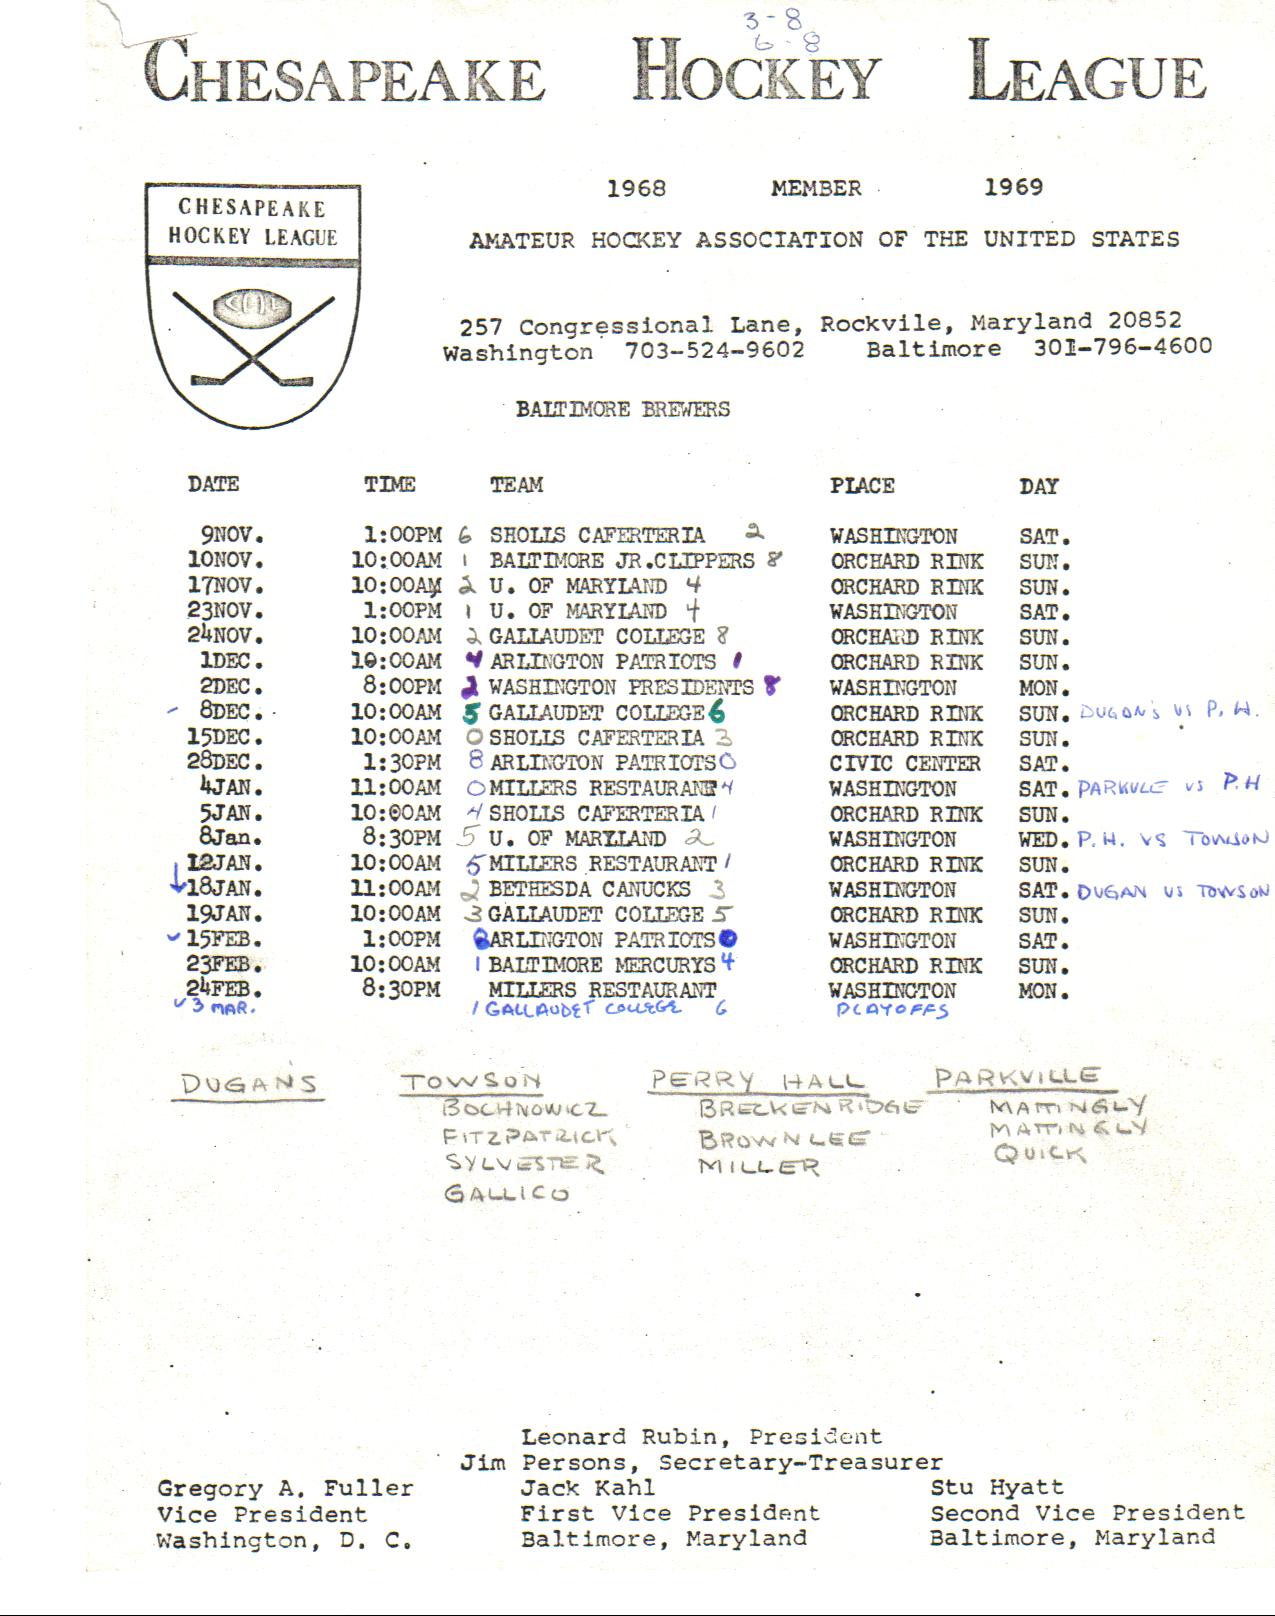 3-8
6-8
CHESAPEAKE HOCKEY LEAGUE
1968 MEMBER 1969
CHESAPEAKE
HOCKEY LEAGUE
CHL
AMATEUR HOCKEY ASSOCIATION OF THE UNITED STATES
257 Congressional Lane, Rockvile, Maryland 20852
Washington 703-524-9602 Baltimore 301-796-4600
BALTIMORE BREWERS
DATE TIME TEAM PLACE DAY
9NOV. 1:00PM 6 SHOLLS CAFERTERIA 2 WASHINGTON SAT.
10NOV. 10:00AM 1 BALTIMORE JR.CLIPPERS 8 ORCHARD RINK SUN.
17NOV. 10:00AM 2 U. OF MARYLAND 4 ORCHARD RINK SUN.
23NOV. 1:00PM 1 U. OF MARYLAND 4 WASHINGTON SAT.
24NOV. 10:00AM 2 GALLAUDET COLLEGE 8 ORCHARD RINK SUN.
1DEC. 10:00AM 4 ARLINGTON PATRIOTS 1 ORCHARD RINK SUN.
2DEC. 8:00PM 2 WASHINGTON PRESIDENTS 8 WASHINGTON MON.
8DEC. 10:00AM 5 GALLAUDET COLLEGE 6 ORCHARD RINK SUN. DUGAN'S VS P. H.
15DEC. 10:00AM 0 SHOLLS CAFERTERIA 3 ORCHARD RINK SUN.
28DEC. 1:30PM 8 ARLINGTON PATRIOTS 0 CIVIC CENTER SAT.
4JAN. 11:00AM 0 MILLERS RESTAURANT 4 WASHINGTON SAT. PARKVLLE VS P.H
5JAN. 10:00AM 4 SHOLLS CAFERTERIA 1 ORCHARD RINK SUN.
8Jan. 8:30PM 5 U. OF MARYLAND 2 WASHINGTON WED. P.H. VS TOWSON
12JAN. 10:00AM 5 MILLERS RESTAURANT 1 ORCHARD RINK SUN.
18JAN. 11:00AM 2 BETHESDA CANUCKS 3 WASHINGTON SAT. DUGAN VS TOWSON
19JAN. 10:00AM 3 GALLAUDET COLLEGE 5 ORCHARD RINK SUN.
15FEB. 1:00PM ARLINGTON PATRIOTS WASHINGTON SAT.
23FEB. 10:00AM 1 BALTIMORE MERCURYS 4 ORCHARD RINK SUN.
24FEB. 8:30PM MILLERS RESTAURANT WASHINGTON MON.
3 MAR. 1 GALLAUDET COLLEGE 6 PLAYOFFS
DUGANS TOWSON PERRY HALL PARKVILLE
BOCHNOWICZ BRECKENRIDGE MATTINGLY
FITZPATRICK BROWNLEE MATTINGLY
SYLVESTER MILLER QUICK
GALLICO
Leonard Rubin, President
Jim Persons, Secretary-Treasurer
Gregory A. Fuller Jack Kahl Stu Hyatt
Vice President First Vice President Second Vice President
Washington, D. C. Baltimore, Maryland Baltimore, Maryland